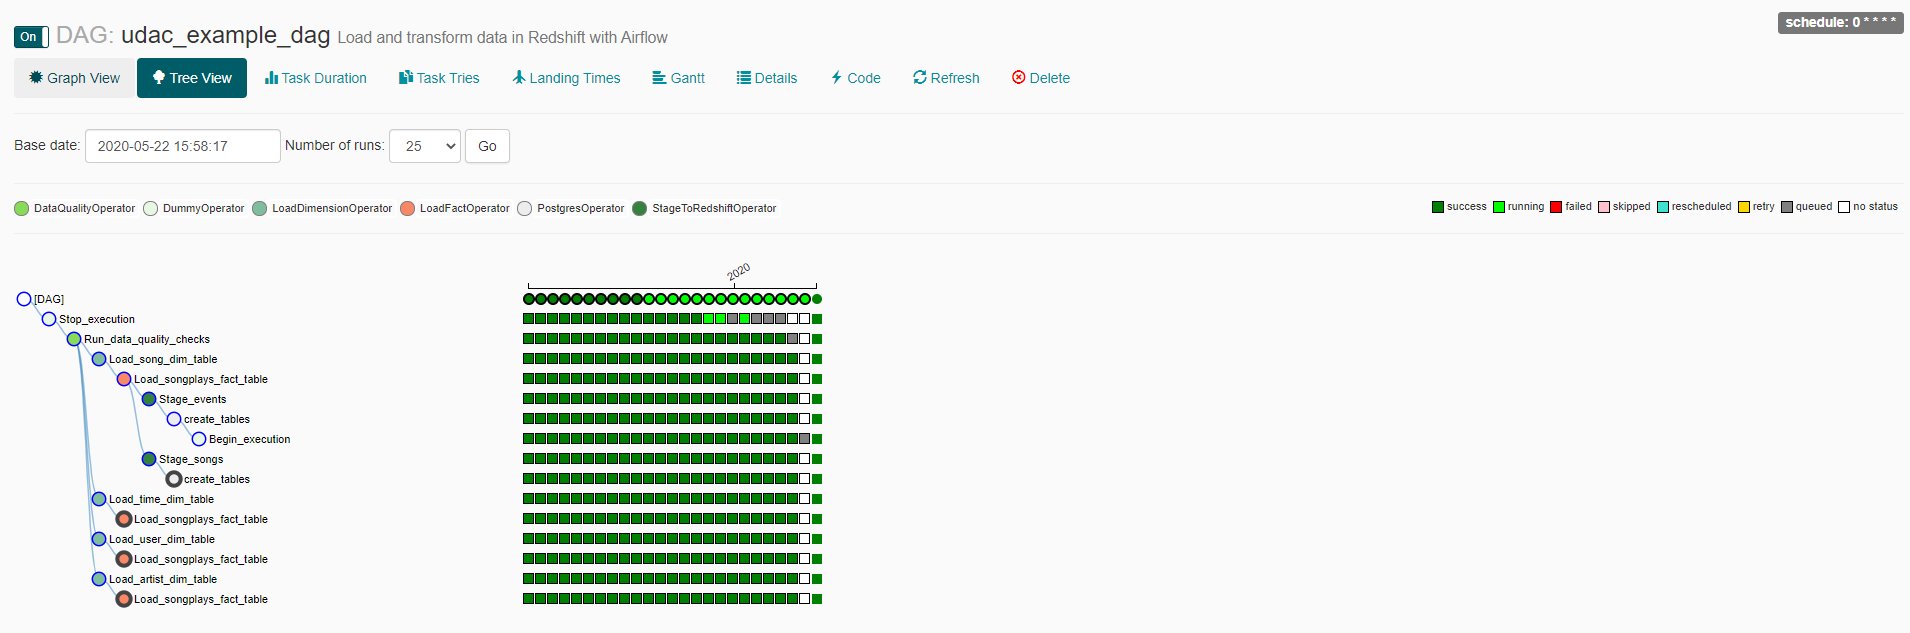 On DAG: udac_example_dag Load and transform data in Redshift with Airflow
schedule: 0 * * * *
Graph View Tree View Task Duration Task Tries Landing Times Gantt Details Code Refresh Delete
Base date: 2020-05-22 15:58:17 Number of runs: 25 Go
DataQualityOperator DummyOperator LoadDimensionOperator LoadFactOperator PostgresOperator StageToRedshiftOperator
success running failed skipped rescheduled retry queued no status
2020
[DAG]
Stop_execution
Run_data_quality_checks
Load_song_dim_table
Load_songplays_fact_table
Stage_events
create_tables
Begin_execution
Stage_songs
create_tables
Load_time_dim_table
Load_songplays_fact_table
Load_user_dim_table
Load_songplays_fact_table
Load_artist_dim_table
Load_songplays_fact_table